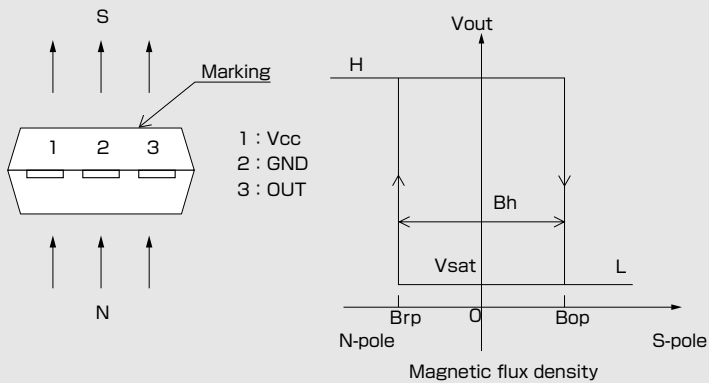 S
Marking
1 2 3
1 : Vcc
2 : GND
3 : OUT
N
Vout
H
Bh
Vsat
L
Brp 0 Bop
N-pole S-pole
Magnetic flux density